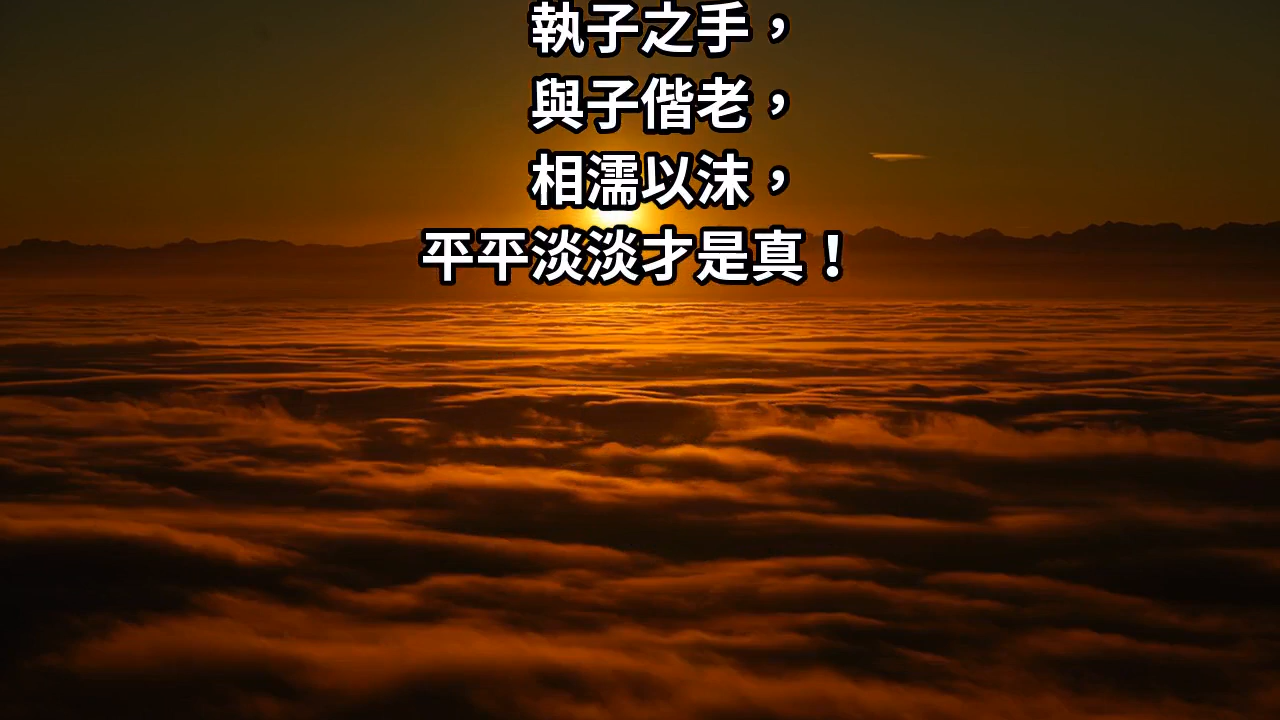 執子之手，
與子偕老，
相濡以沫，
平平淡淡才是真！